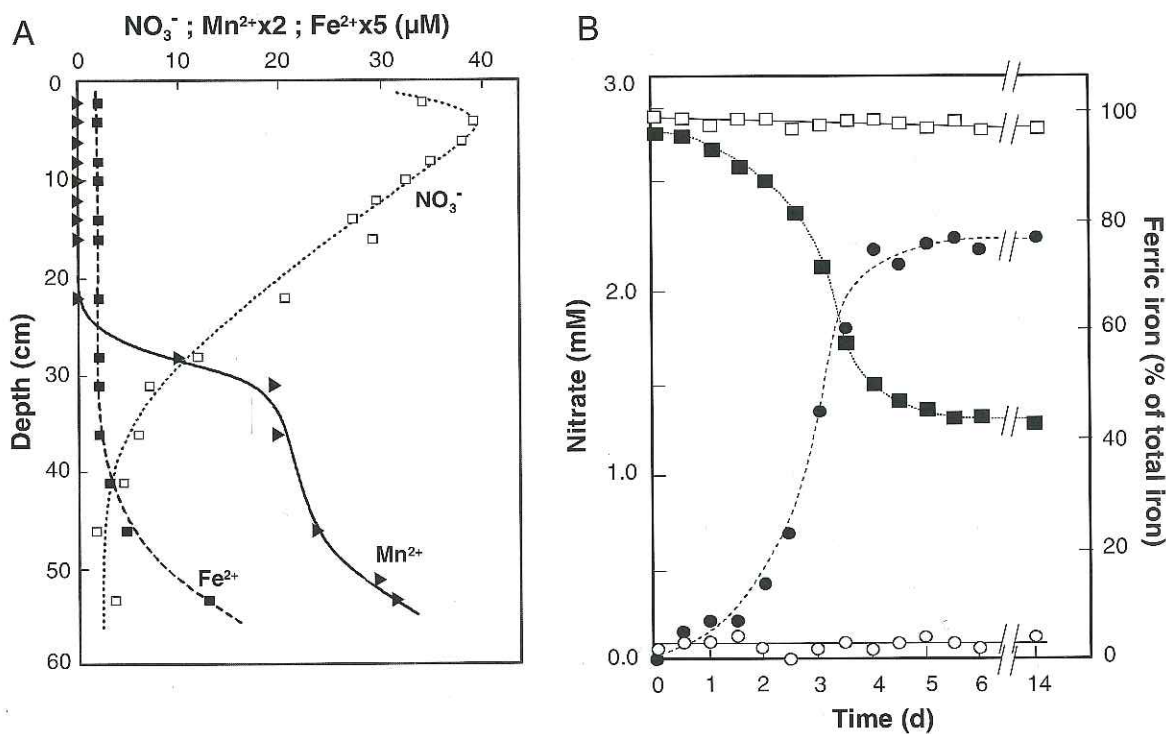 A
NO₃⁻ ; Mn²⁺x2 ; Fe²⁺x5 (µM)
0 10 20 30 40
0
10
20
30
40
50
60
Depth (cm)
NO₃⁻
Mn²⁺
Fe²⁺
B
3.0
2.0
1.0
0.0
Nitrate (mM)
100
80
60
40
20
0
Ferric iron (% of total iron)
0 1 2 3 4 5 6 14
Time (d)